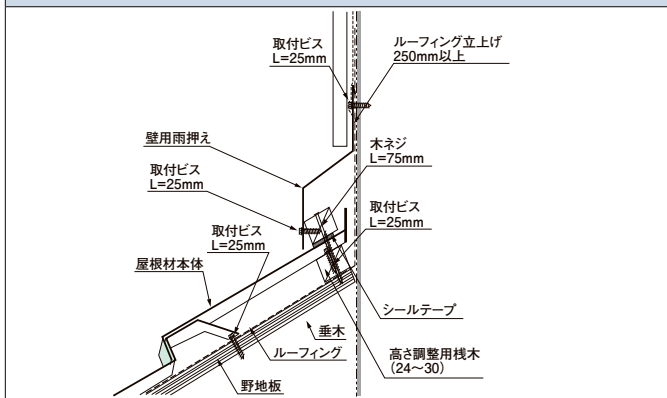 取付ビス
L=25mm
ルーフィング立上げ
250mm以上
壁用雨押え
木ネジ
L=75mm
取付ビス
L=25mm
取付ビス
L=25mm
取付ビス
L=25mm
屋根材本体
シールテープ
垂木
ルーフィング
高さ調整用桟木
(24〜30)
野地板